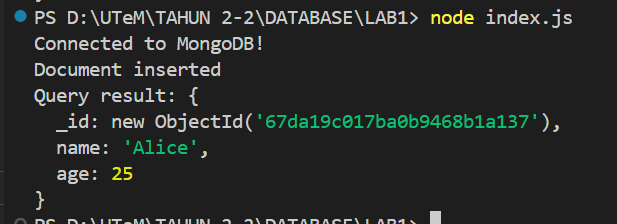 PS D:\UTeM\TAHUN 2-2\DATABASE\LAB1> node index.js
Connected to MongoDB!
Document inserted
Query result: {
  _id: new ObjectId('67da19c017ba0b9468b1a137'),
  name: 'Alice',
  age: 25
}
PS D:\UTeM\TAHUN 2-2\DATABASE\LAB1>